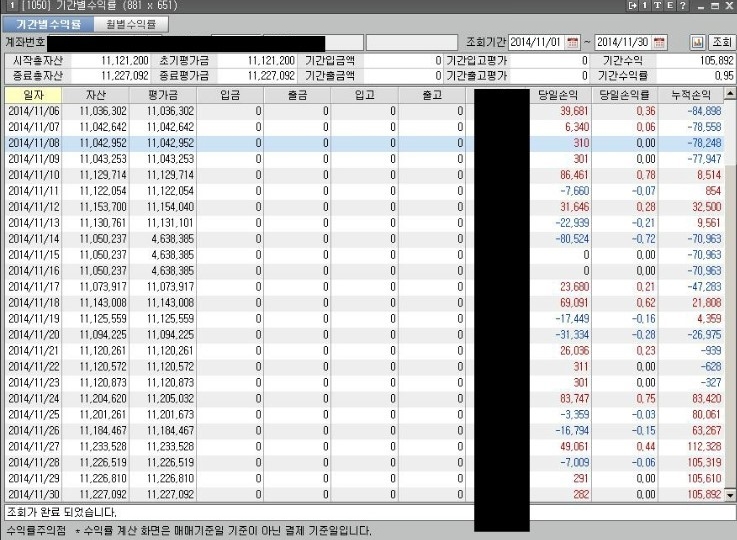 1 [1050] 기간별수익률 (881 x 651) 1 T E ?
기간별수익률 월별수익률
계좌번호 조회기간 2014/11/01 ~ 2014/11/30 조회
시작총자산 11,121,200 초기평가금 11,121,200 기간입금액 0 기간입고평가 0 기간수익 105,892
종료총자산 11,227,092 종료평가금 11,227,092 기간출금액 0 기간출고평가 0 기간수익률 0,95
일자 자산 평가금 입금 출금 입고 출고 당일손익 당일손익률 누적손익
2014/11/06 11,036,302 11,036,302 0 0 0 0 39,681 0,36 -84,898
2014/11/07 11,042,642 11,042,642 0 0 0 0 6,340 0,06 -78,558
2014/11/08 11,042,952 11,042,952 0 0 0 0 310 0,00 -78,248
2014/11/09 11,043,253 11,043,253 0 0 0 0 301 0,00 -77,947
2014/11/10 11,129,714 11,129,714 0 0 0 0 86,461 0,78 8,514
2014/11/11 11,122,054 11,122,054 0 0 0 0 -7,660 -0,07 854
2014/11/12 11,153,700 11,154,040 0 0 0 0 31,646 0,28 32,500
2014/11/13 11,130,761 11,131,101 0 0 0 0 -22,939 -0,21 9,561
2014/11/14 11,050,237 4,638,385 0 0 0 0 -80,524 -0,72 -70,963
2014/11/15 11,050,237 4,638,385 0 0 0 0 0 0,00 -70,963
2014/11/16 11,050,237 4,638,385 0 0 0 0 0 0,00 -70,963
2014/11/17 11,073,917 11,073,917 0 0 0 0 23,680 0,21 -47,283
2014/11/18 11,143,008 11,143,008 0 0 0 0 69,091 0,62 21,808
2014/11/19 11,125,559 11,125,559 0 0 0 0 -17,449 -0,16 4,359
2014/11/20 11,094,225 11,094,225 0 0 0 0 -31,334 -0,28 -26,975
2014/11/21 11,120,261 11,120,261 0 0 0 0 26,036 0,23 -939
2014/11/22 11,120,572 11,120,572 0 0 0 0 311 0,00 -628
2014/11/23 11,120,873 11,120,873 0 0 0 0 301 0,00 -327
2014/11/24 11,204,620 11,205,032 0 0 0 0 83,747 0,75 83,420
2014/11/25 11,201,261 11,201,673 0 0 0 0 -3,359 -0,03 80,061
2014/11/26 11,184,467 11,184,467 0 0 0 0 -16,794 -0,15 63,267
2014/11/27 11,233,528 11,233,528 0 0 0 0 49,061 0,44 112,328
2014/11/28 11,226,519 11,226,519 0 0 0 0 -7,009 -0,06 105,319
2014/11/29 11,226,810 11,226,810 0 0 0 0 291 0,00 105,610
2014/11/30 11,227,092 11,227,092 0 0 0 0 282 0,00 105,892
조회가 완료 되었습니다.
수익률주의점 * 수익률 계산 화면은 매매기준일 기준이 아닌 결제 기준일입니다.